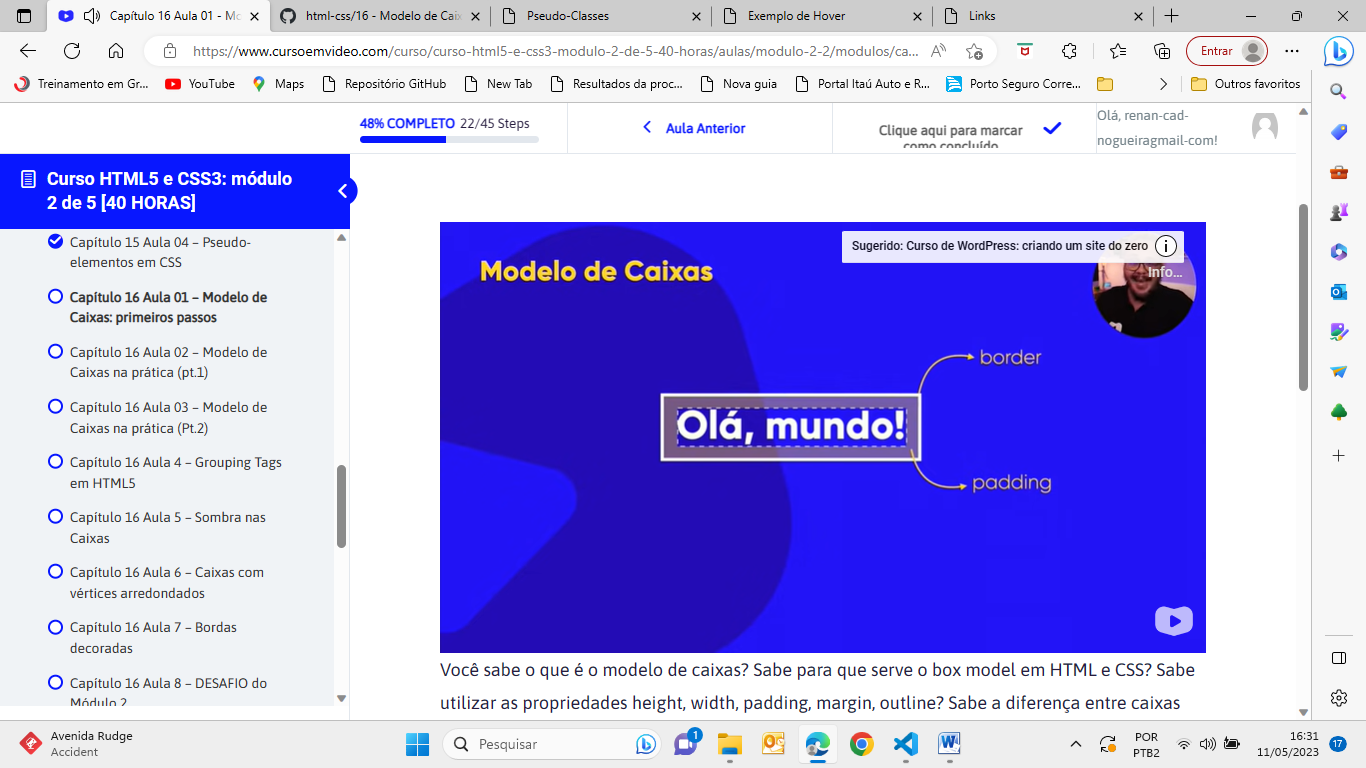 Capítulo 16 Aula 01 - Mo
html-css/16 - Modelo de Caix
Pseudo-Classes
Exemplo de Hover
Links
https://www.cursoemvideo.com/curso/curso-html5-e-css3-modulo-2-de-5-40-horas/aulas/modulo-2-2/modulos/ca...
Entrar
Treinamento em Gr...
YouTube
Maps
Repositório GitHub
New Tab
Resultados da proc...
Nova guia
Portal Itaú Auto e R...
Porto Seguro Corre...
Outros favoritos
48% COMPLETO 22/45 Steps
Aula Anterior
Clique aqui para marcar
como concluído
Olá, renan-cad-
nogueiragmail-com!
Curso HTML5 e CSS3: módulo
2 de 5 [40 HORAS]
Capítulo 15 Aula 04 – Pseudo-
elementos em CSS
Capítulo 16 Aula 01 – Modelo de
Caixas: primeiros passos
Capítulo 16 Aula 02 – Modelo de
Caixas na prática (pt.1)
Capítulo 16 Aula 03 – Modelo de
Caixas na prática (Pt.2)
Capítulo 16 Aula 4 – Grouping Tags
em HTML5
Capítulo 16 Aula 5 – Sombra nas
Caixas
Capítulo 16 Aula 6 – Caixas com
vértices arredondados
Capítulo 16 Aula 7 – Bordas
decoradas
Capítulo 16 Aula 8 – DESAFIO do
Módulo 2
Sugerido: Curso de WordPress: criando um site do zero
Info...
Modelo de Caixas
border
Olá, mundo!
padding
Você sabe o que é o modelo de caixas? Sabe para que serve o box model em HTML e CSS? Sabe
utilizar as propriedades height, width, padding, margin, outline? Sabe a diferença entre caixas
Avenida Rudge
Accident
Pesquisar
1
POR
PTB2
16:31
11/05/2023
17